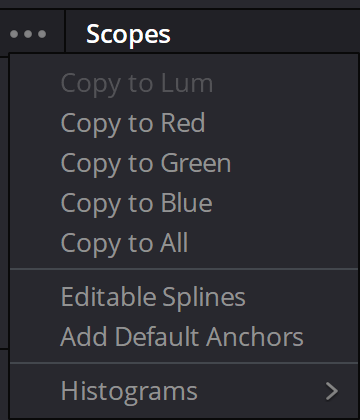 Scopes
Copy to Lum
Copy to Red
Copy to Green
Copy to Blue
Copy to All
Editable Splines
Add Default Anchors
Histograms